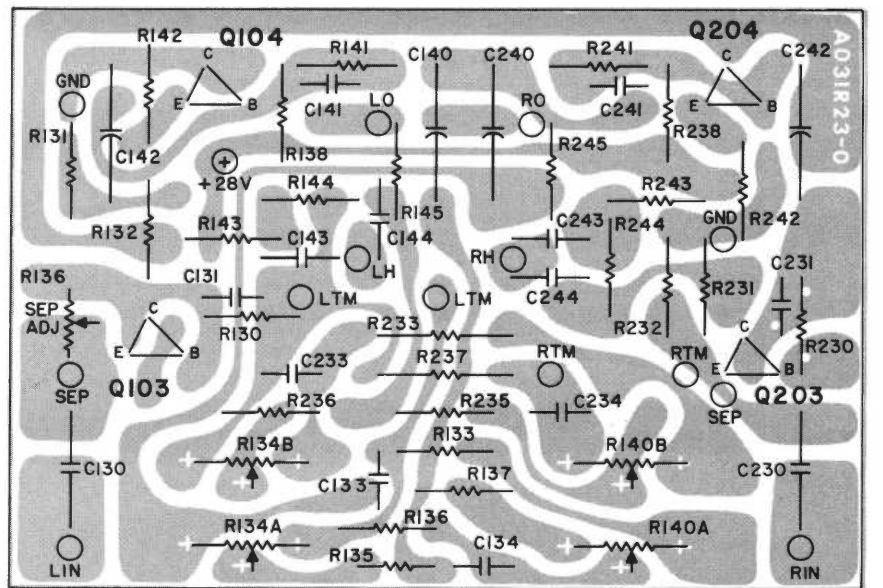 R142
Q104
R141
C140
C240
R241
Q204
C242
GND
C
E
B
C141
LO
RO
C241
C
E
B
A031R23-0
R131
C142
R138
R245
R238
+
+28V
R144
R145
R243
R132
R143
C143
C144
C243
R244
GND
R242
R136
C131
LH
RH
C231
SEP
ADJ
LTM
LTM
C244
R231
R130
R233
R232
R230
C
E
B
Q103
C233
R237
RTM
RTM
C
E
B
Q203
SEP
R236
R235
C234
SEP
R134B
R133
R140B
C130
+
C133
R137
+
C230
R134A
R136
R140A
+
+
+
+
LIN
R135
C134
RIN